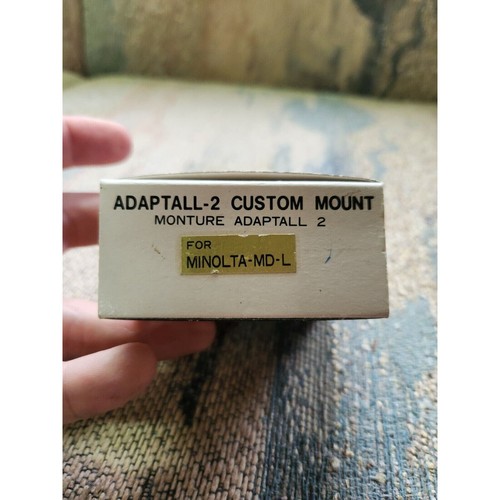 ADAPTALL-2 CUSTOM MOUNT
MONTURE ADAPTALL 2
FOR
MINOLTA-MD-L